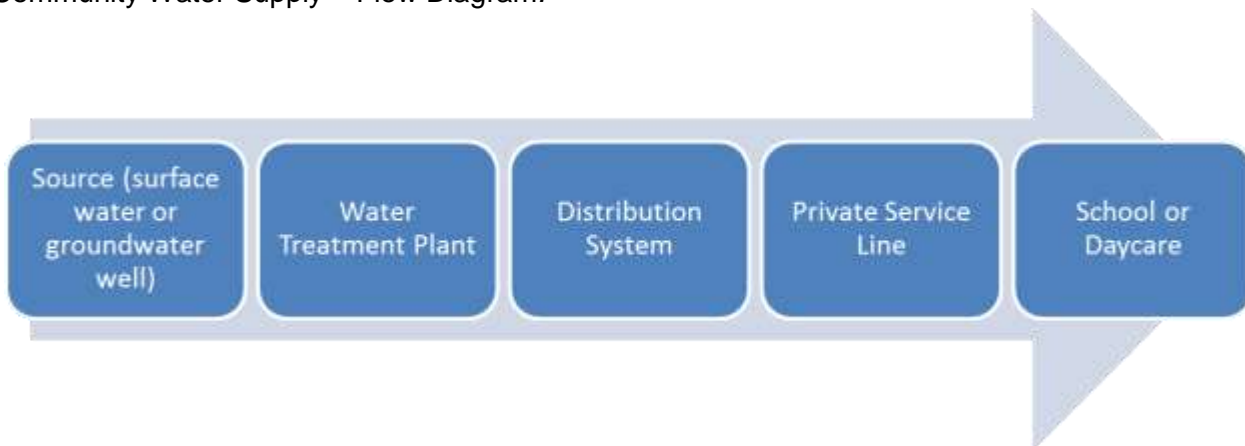 Community Water Supply – Flow Diagram:
Source (surface
water or
groundwater
well)
Water
Treatment Plant
Distribution
System
Private Service
Line
School or
Daycare